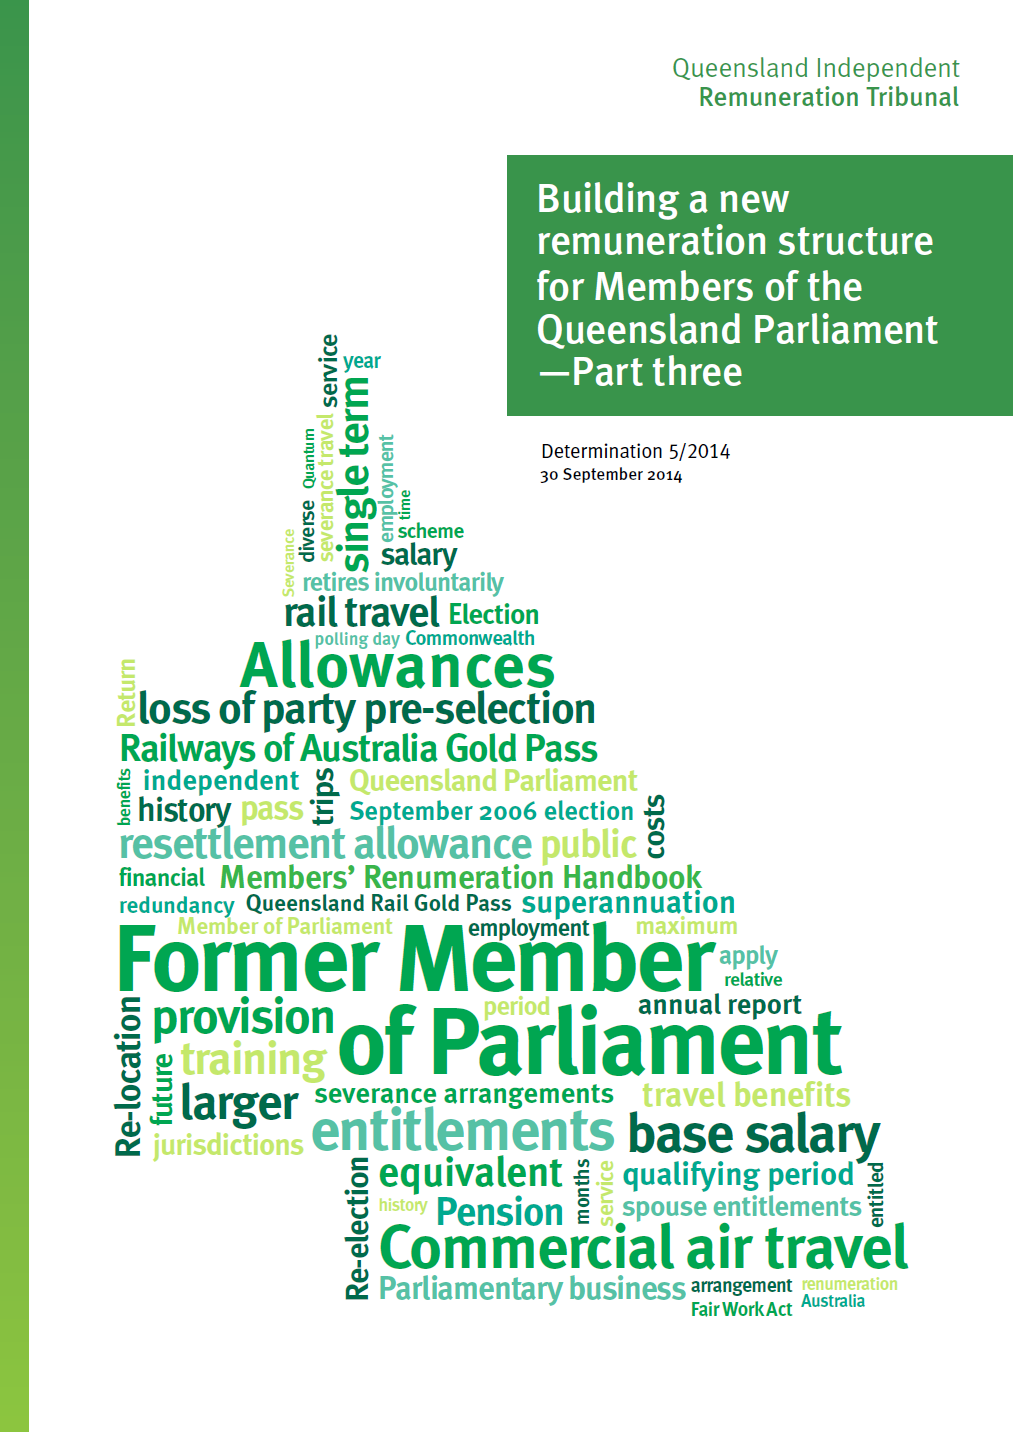 Queensland Independent
Remuneration Tribunal
Building a new
remuneration structure
for Members of the
Queensland Parliament
—Part three
Determination 5/2014
30 September 2014
service
year
single term
severance travel
Quantum
employment
time
diverse
Severance
scheme
salary
retires involuntarily
rail travel
Election
polling day
Commonwealth
Allowances
Return
loss of party pre-selection
Railways of Australia Gold Pass
benefits
independent
trips
Queensland Parliament
history
pass
September 2006 election
costs
resettlement allowance
public
financial
Members’ Renumeration Handbook
redundancy
Queensland Rail Gold Pass
superannuation
Member of Parliament
employment
maximum
Former Member
apply
relative
Re-location
provision
period
annual report
of Parliament
future
training
larger
severance arrangements
travel benefits
jurisdictions
entitlements
base salary
Re-election
equivalent
months
service
qualifying period
entitled
history
Pension
spouse entitlements
Commercial air travel
Parliamentary business
arrangement
renumeration
Fair Work Act
Australia